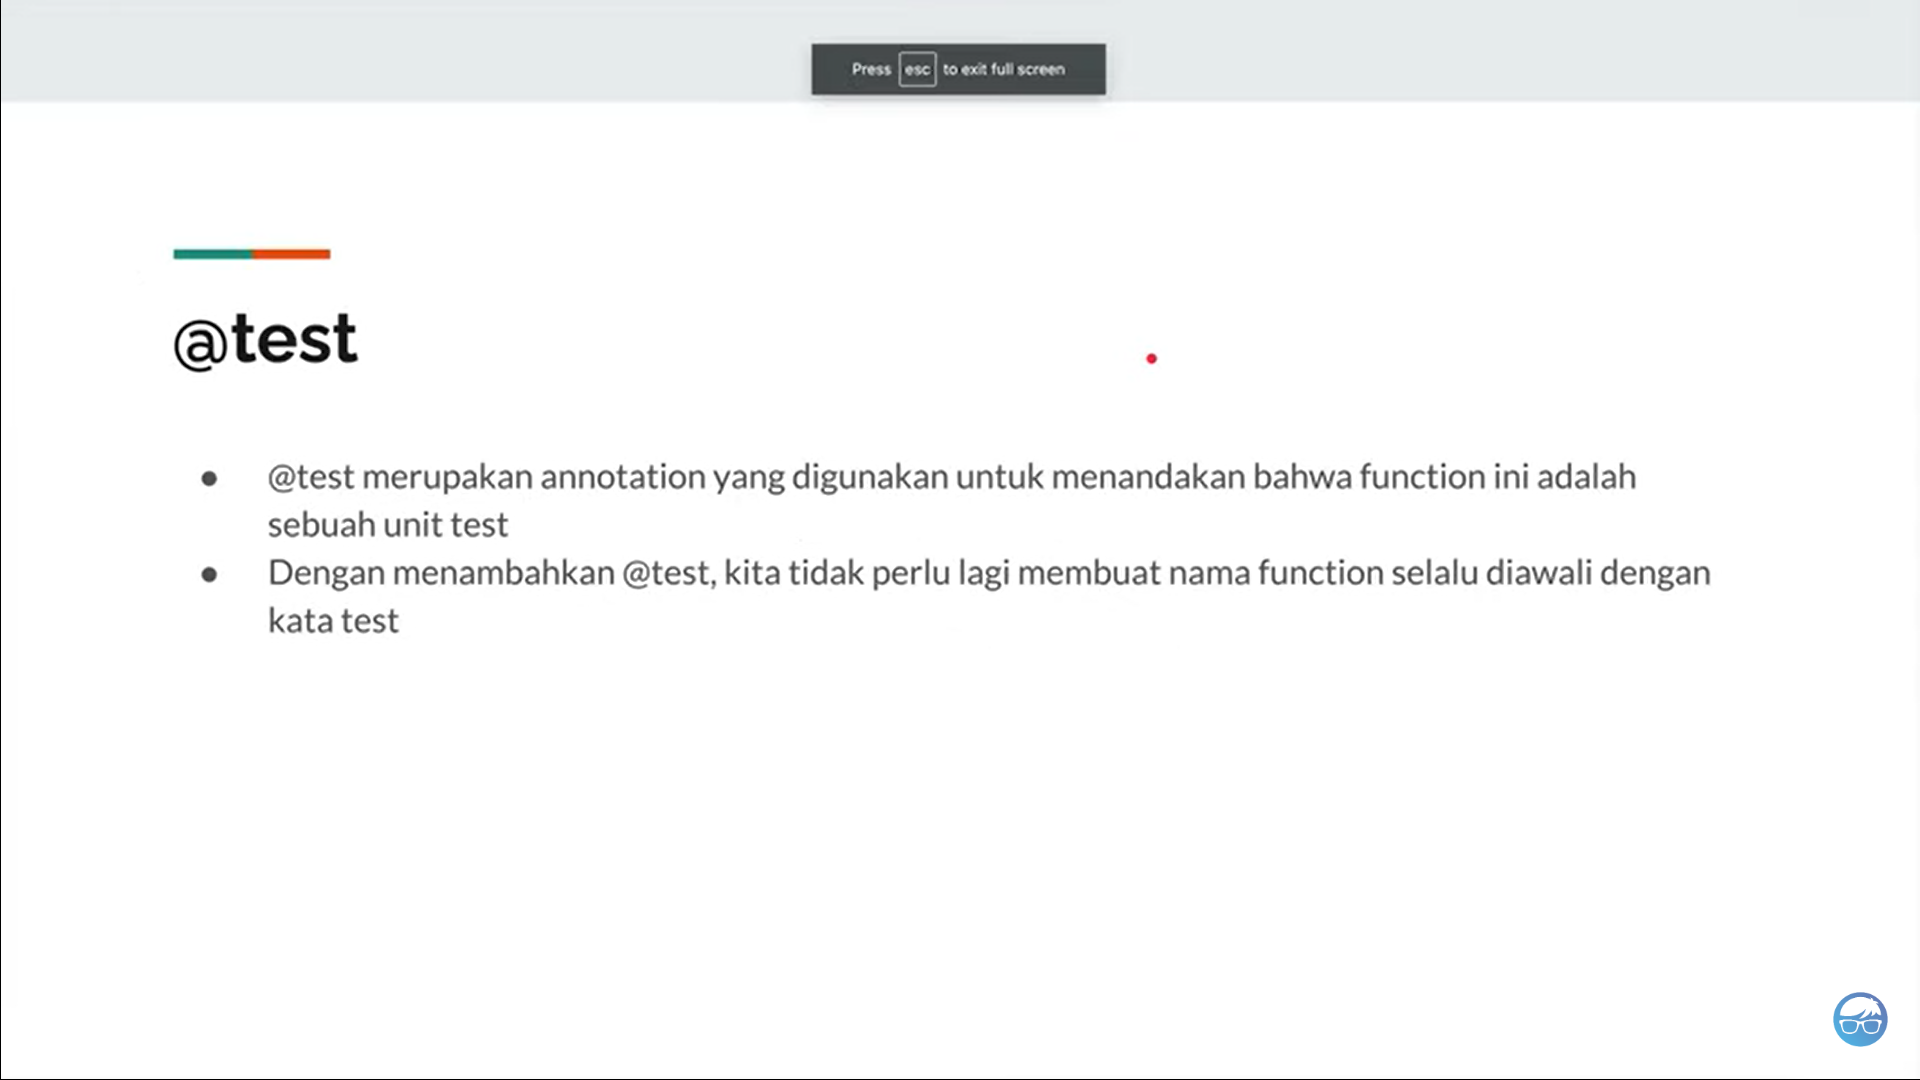 Press esc to exit full screen
@test
● @test merupakan annotation yang digunakan untuk menandakan bahwa function ini adalah
sebuah unit test
● Dengan menambahkan @test, kita tidak perlu lagi membuat nama function selalu diawali dengan
kata test